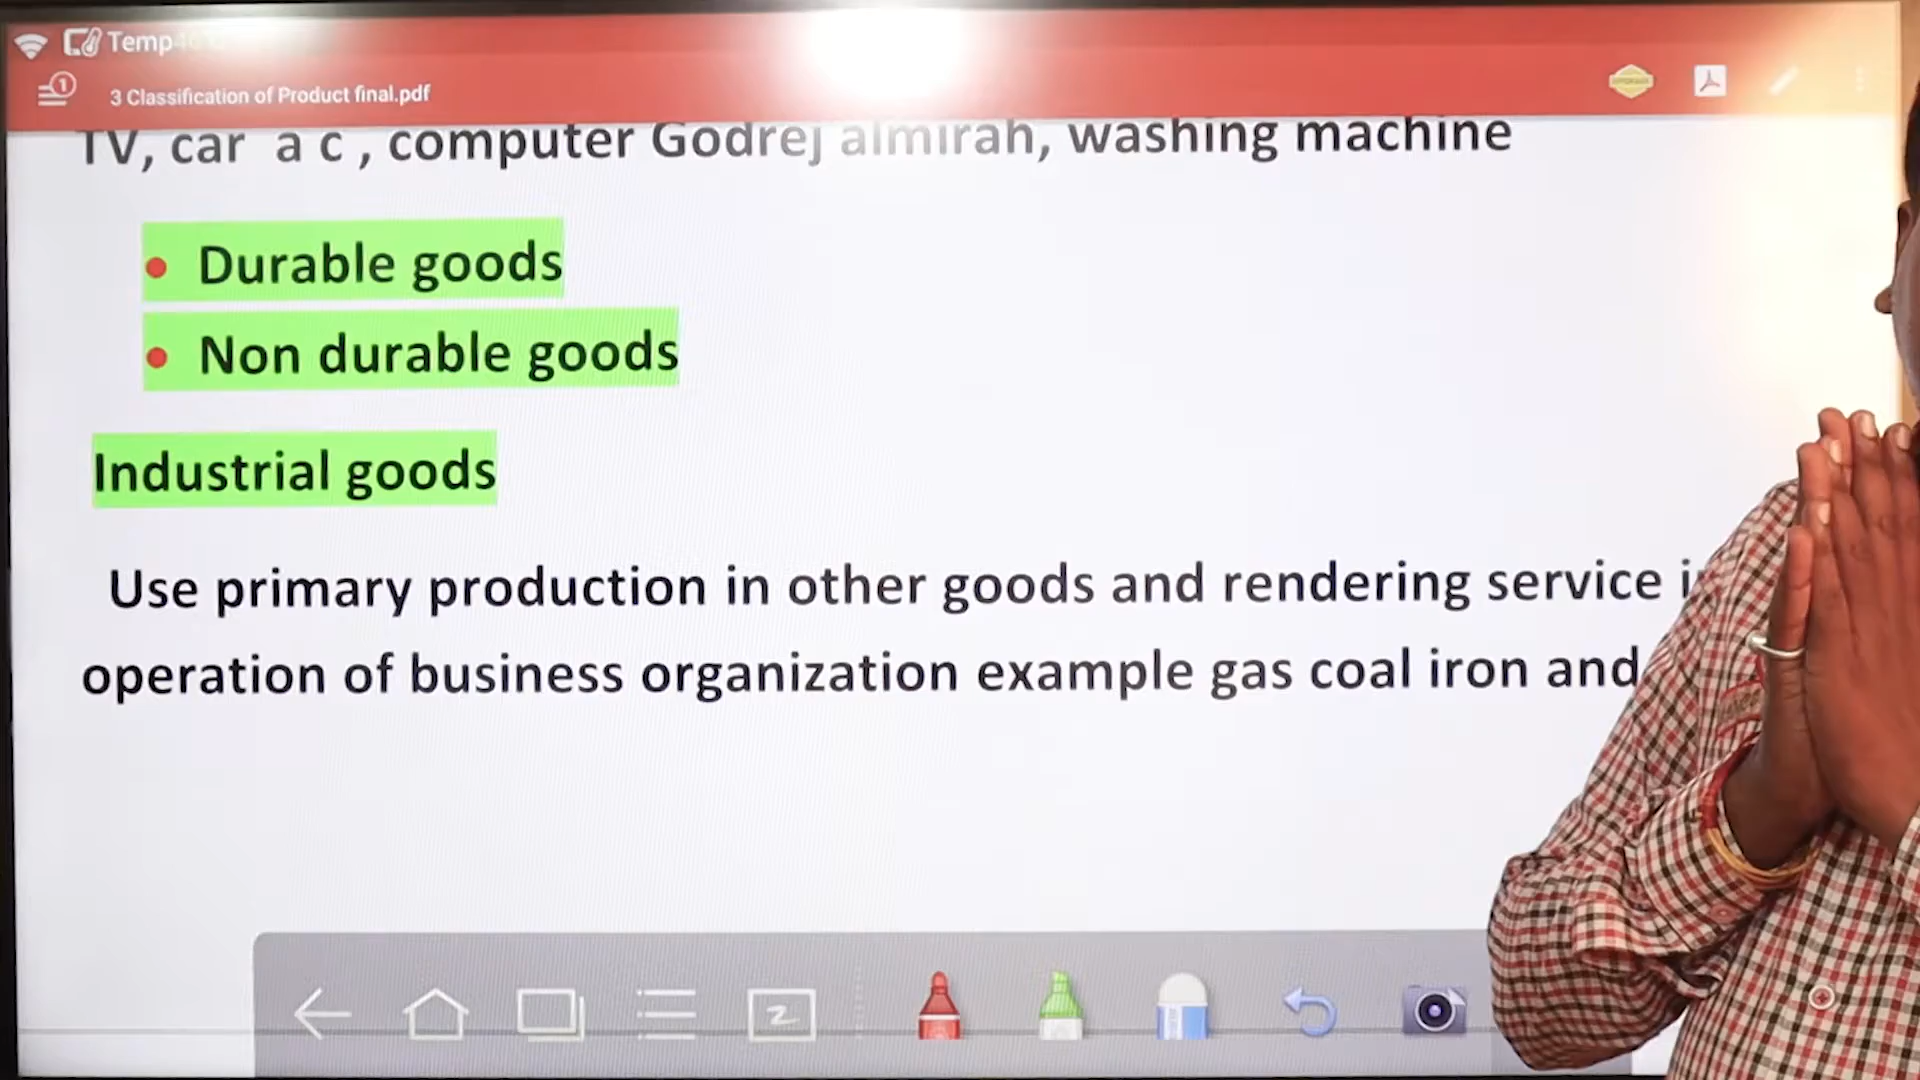 Temp
3 Classification of Product final.pdf
TV, car a c , computer Godrej almirah, washing machine
• Durable goods
• Non durable goods
Industrial goods
Use primary production in other goods and rendering service
operation of business organization example gas coal iron and